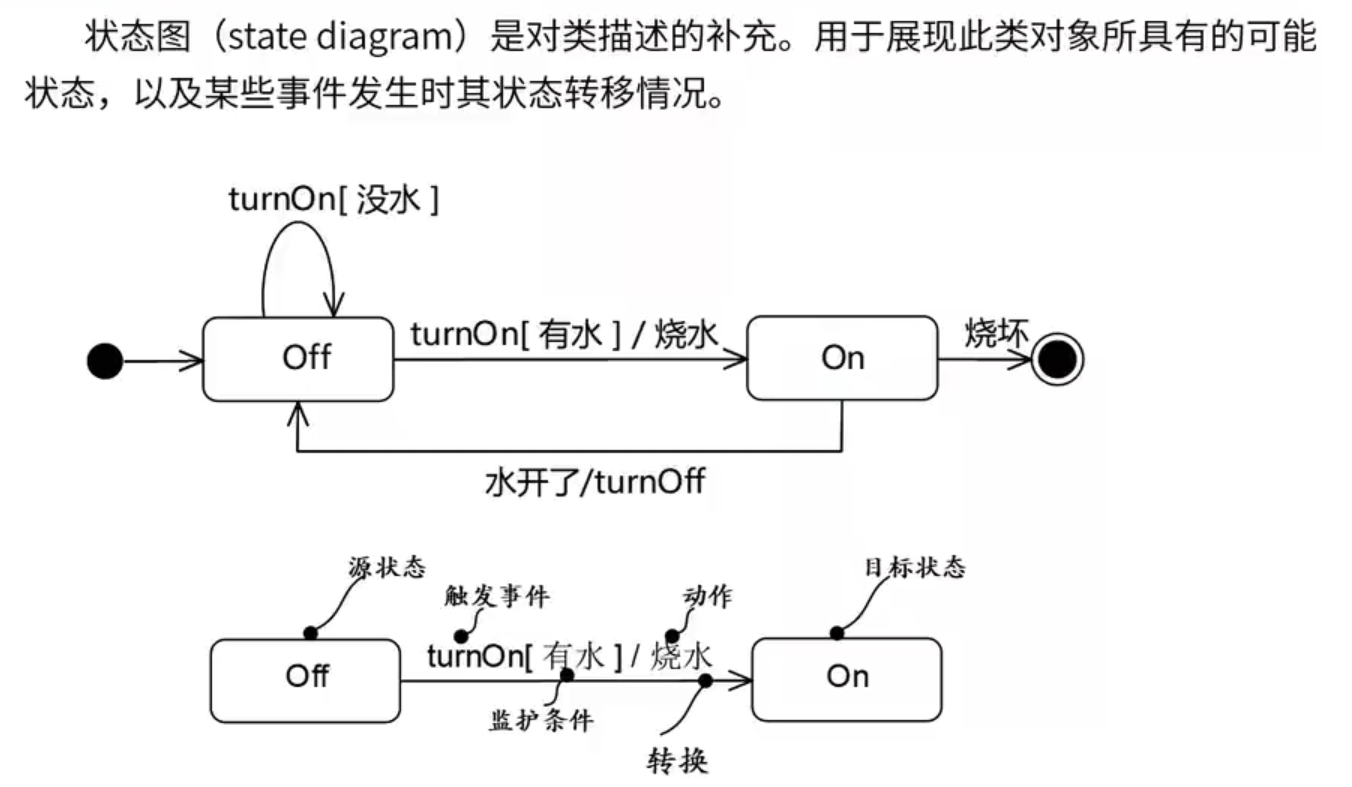 状态图（state diagram）是对类描述的补充。用于展现此类对象所具有的可能
状态，以及某些事件发生时其状态转移情况。
turnOn[ 没水 ]
Off
turnOn[ 有水 ] / 烧水
On
烧坏
水开了/turnOff
源状态
触发事件
动作
目标状态
Off
turnOn[ 有水 ] / 烧水
On
监护条件
转换